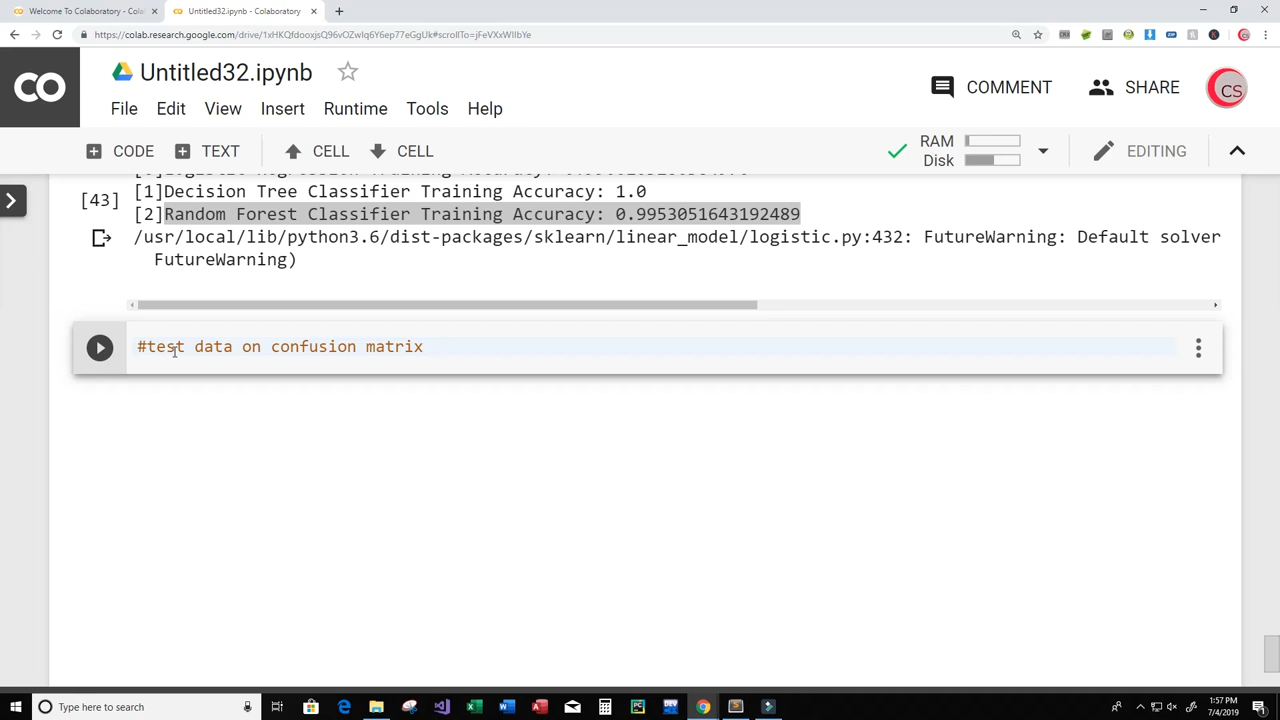 Welcome To Colaboratory - Colal
Untitled32.ipynb - Colaboratory
https://colab.research.google.com/drive/1xHKQfdooxjsQ96vOZwIq6Y6ep77eGgUk#scrollTo=jFeVXxWIIbYe
CO
Untitled32.ipynb
COMMENT
SHARE
CS
File Edit View Insert Runtime Tools Help
CODE TEXT CELL CELL
RAM
Disk
EDITING
[1]Decision Tree Classifier Training Accuracy: 1.0
[43]
[2]Random Forest Classifier Training Accuracy: 0.9953051643192489
/usr/local/lib/python3.6/dist-packages/sklearn/linear_model/logistic.py:432: FutureWarning: Default solver
FutureWarning)
#test data on confusion matrix
Type here to search
1:57 PM
7/4/2019